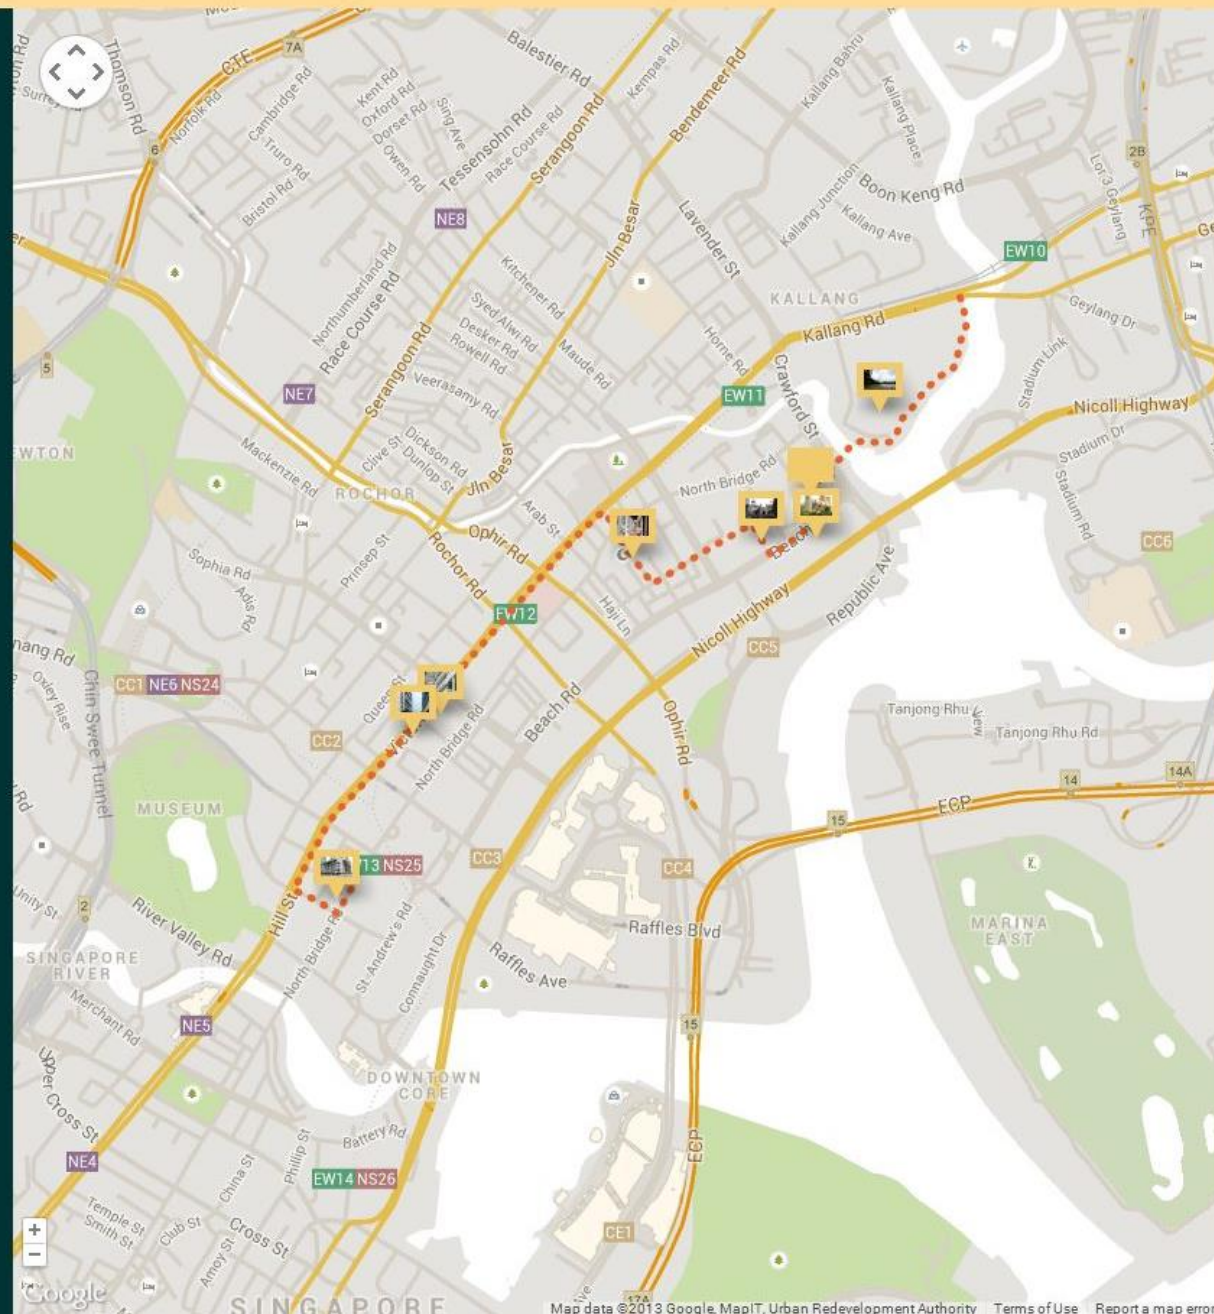 7A
CTE
Thomson Rd
Norfolk Rd
Cambridge Rd
Kent Rd
Oxford Rd
Dorset Rd
Sing Ave
Owen Rd
Truro Rd
Bristol Rd
Tessensohn Rd
Race Course Rd
Balestier Rd
Serangoon Rd
Kempas Rd
Bendemeer Rd
Kallang Bahru
Kallang Place
2B
6
NE8
Boon Keng Rd
Lor 3 Geylang
KPE
Kallang Junction
Kallang Ave
Lavender St
Jln Besar
EW10
Northumberland Rd
Race Course Rd
Kitchener Rd
Syed Alwi Rd
Desker Rd
Rowell Rd
Maude Rd
Horne Rd
KALLANG
Kallang Rd
Geylang Dr
Stadium Link
5
NE7
Serangoon Rd
Veerasamy Rd
EW11
Crawford St
Nicoll Highway
Stadium Dr
Stadium Rd
Mackenzie Rd
Clive St
Dickson Rd
Dunlop St
Jln Besar
ROCHOR
Jln Besar
North Bridge Rd
Arab St
Ophir Rd
Rochor Rd
Prinsep St
Sophia Rd
Adis Rd
Beach
CC6
Republic Ave
EW12
Haji Ln
Nicoll Highway
CC5
Oxley Rise
Chin Swee Tunnel
CC1 NE6 NS24
Queen St
CC2
North Bridge Rd
Beach Rd
Ophir Rd
Tanjong Rhu
View
Tanjong Rhu Rd
14
14A
ECP
15
MUSEUM
NS25
CC3
CC4
Unity St
2
River Valley Rd
Hill St
North Bridge Rd
St. Andrew's Rd
Connaught Dr
Raffles Blvd
Raffles Ave
MARINA
EAST
SINGAPORE
RIVER
Merchant Rd
NE5
15
DOWNTOWN
CORE
Upper Cross St
Battery Rd
Phillip St
China St
NE4
EW14 NS26
ECP
Temple St
Smith St
Club St
Amoy St
Cross St
CE1
+
−
Google
SINGAPORE
17A
Map data ©2013 Google, MapIT, Urban Redevelopment Authority Terms of Use Report a map error